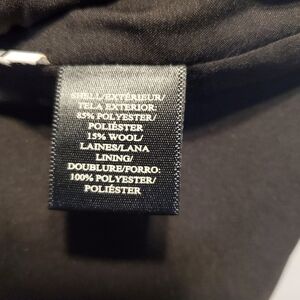 SHELL/EXTÉRIEUR/
TELA EXTERIOR:
85% POLYESTER/
POLIÉSTER
15% WOOL/
LAINES/LANA
LINING/
DOUBLURE/FORRO:
100% POLYESTER/
POLIÉSTER